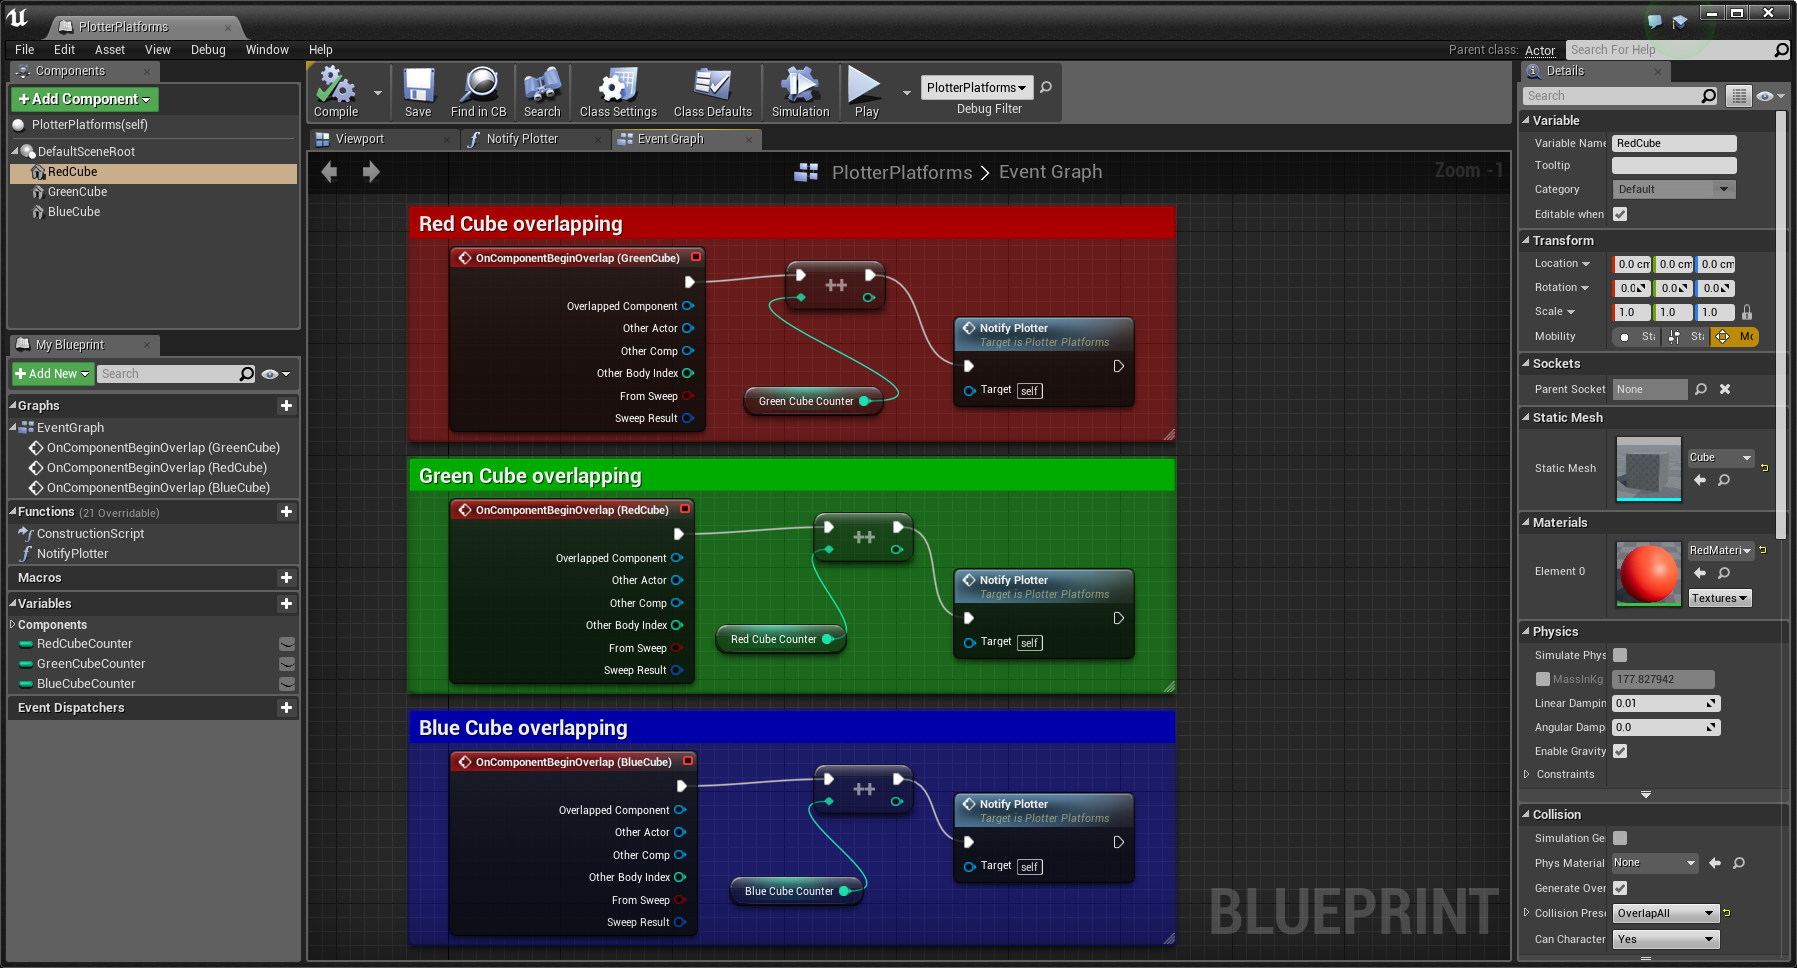 PlotterPlatforms
File Edit Asset View Debug Window Help
Parent class: Actor
Search For Help
Components
+Add Component
PlotterPlatforms(self)
DefaultSceneRoot
RedCube
GreenCube
BlueCube
My Blueprint
+Add New
Search
Graphs
EventGraph
OnComponentBeginOverlap (GreenCube)
OnComponentBeginOverlap (RedCube)
OnComponentBeginOverlap (BlueCube)
Functions (21 Overridable)
ConstructionScript
NotifyPlotter
Macros
Variables
Components
RedCubeCounter
GreenCubeCounter
BlueCubeCounter
Event Dispatchers
Compile
Save
Find in CB
Search
Class Settings
Class Defaults
Simulation
Play
PlotterPlatforms
Debug Filter
Viewport
Notify Plotter
Event Graph
PlotterPlatforms > Event Graph
Zoom -1
Red Cube overlapping
OnComponentBeginOverlap (GreenCube)
Overlapped Component
Other Actor
Other Comp
Other Body Index
From Sweep
Sweep Result
++
Green Cube Counter
Notify Plotter
Target is Plotter Platforms
Target self
Green Cube overlapping
OnComponentBeginOverlap (RedCube)
Overlapped Component
Other Actor
Other Comp
Other Body Index
From Sweep
Sweep Result
++
Red Cube Counter
Notify Plotter
Target is Plotter Platforms
Target self
Blue Cube overlapping
OnComponentBeginOverlap (BlueCube)
Overlapped Component
Other Actor
Other Comp
Other Body Index
From Sweep
Sweep Result
++
Blue Cube Counter
Notify Plotter
Target is Plotter Platforms
Target self
BLUEPRINT
Details
Search
Variable
Variable Name RedCube
Tooltip
Category Default
Editable when
Transform
Location 0.0 cm 0.0 cm 0.0 cm
Rotation 0.0 0.0 0.0
Scale 1.0 1.0 1.0
Mobility Sta Sta Mo
Sockets
Parent Socket None
Static Mesh
Static Mesh Cube
Materials
Element 0 RedMateri
Textures
Physics
Simulate Phys
MassInKg 177.827942
Linear Dampin 0.01
Angular Damp 0.0
Enable Gravity
Constraints
Collision
Simulation Ge
Phys Material None
Generate Over
Collision Prese OverlapAll
Can Character Yes